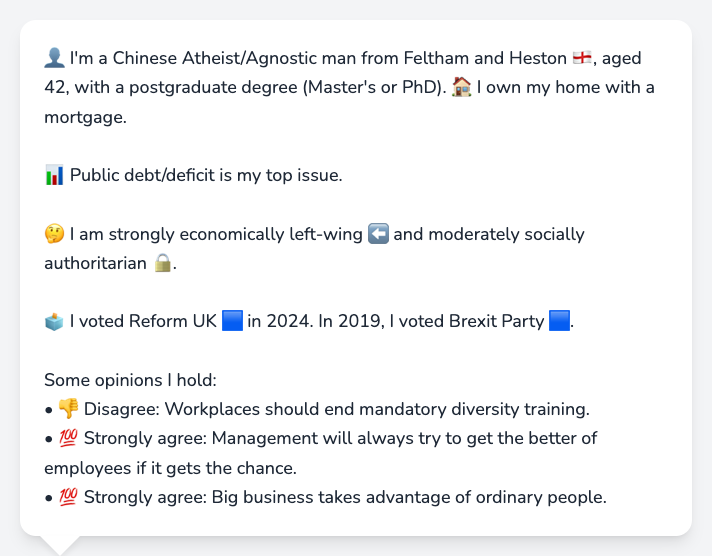 👤 I'm a Chinese Atheist/Agnostic man from Feltham and Heston 🏴󠁧󠁢󠁥󠁮󠁧󠁿, aged
42, with a postgraduate degree (Master's or PhD). 🏠 I own my home with a
mortgage.
📊 Public debt/deficit is my top issue.
🤔 I am strongly economically left-wing ⬅️ and moderately socially
authoritarian 🔒.
🗳️ I voted Reform UK 🟦 in 2024. In 2019, I voted Brexit Party 🟦.
Some opinions I hold:
• 👎 Disagree: Workplaces should end mandatory diversity training.
• 💯 Strongly agree: Management will always try to get the better of
employees if it gets the chance.
• 💯 Strongly agree: Big business takes advantage of ordinary people.